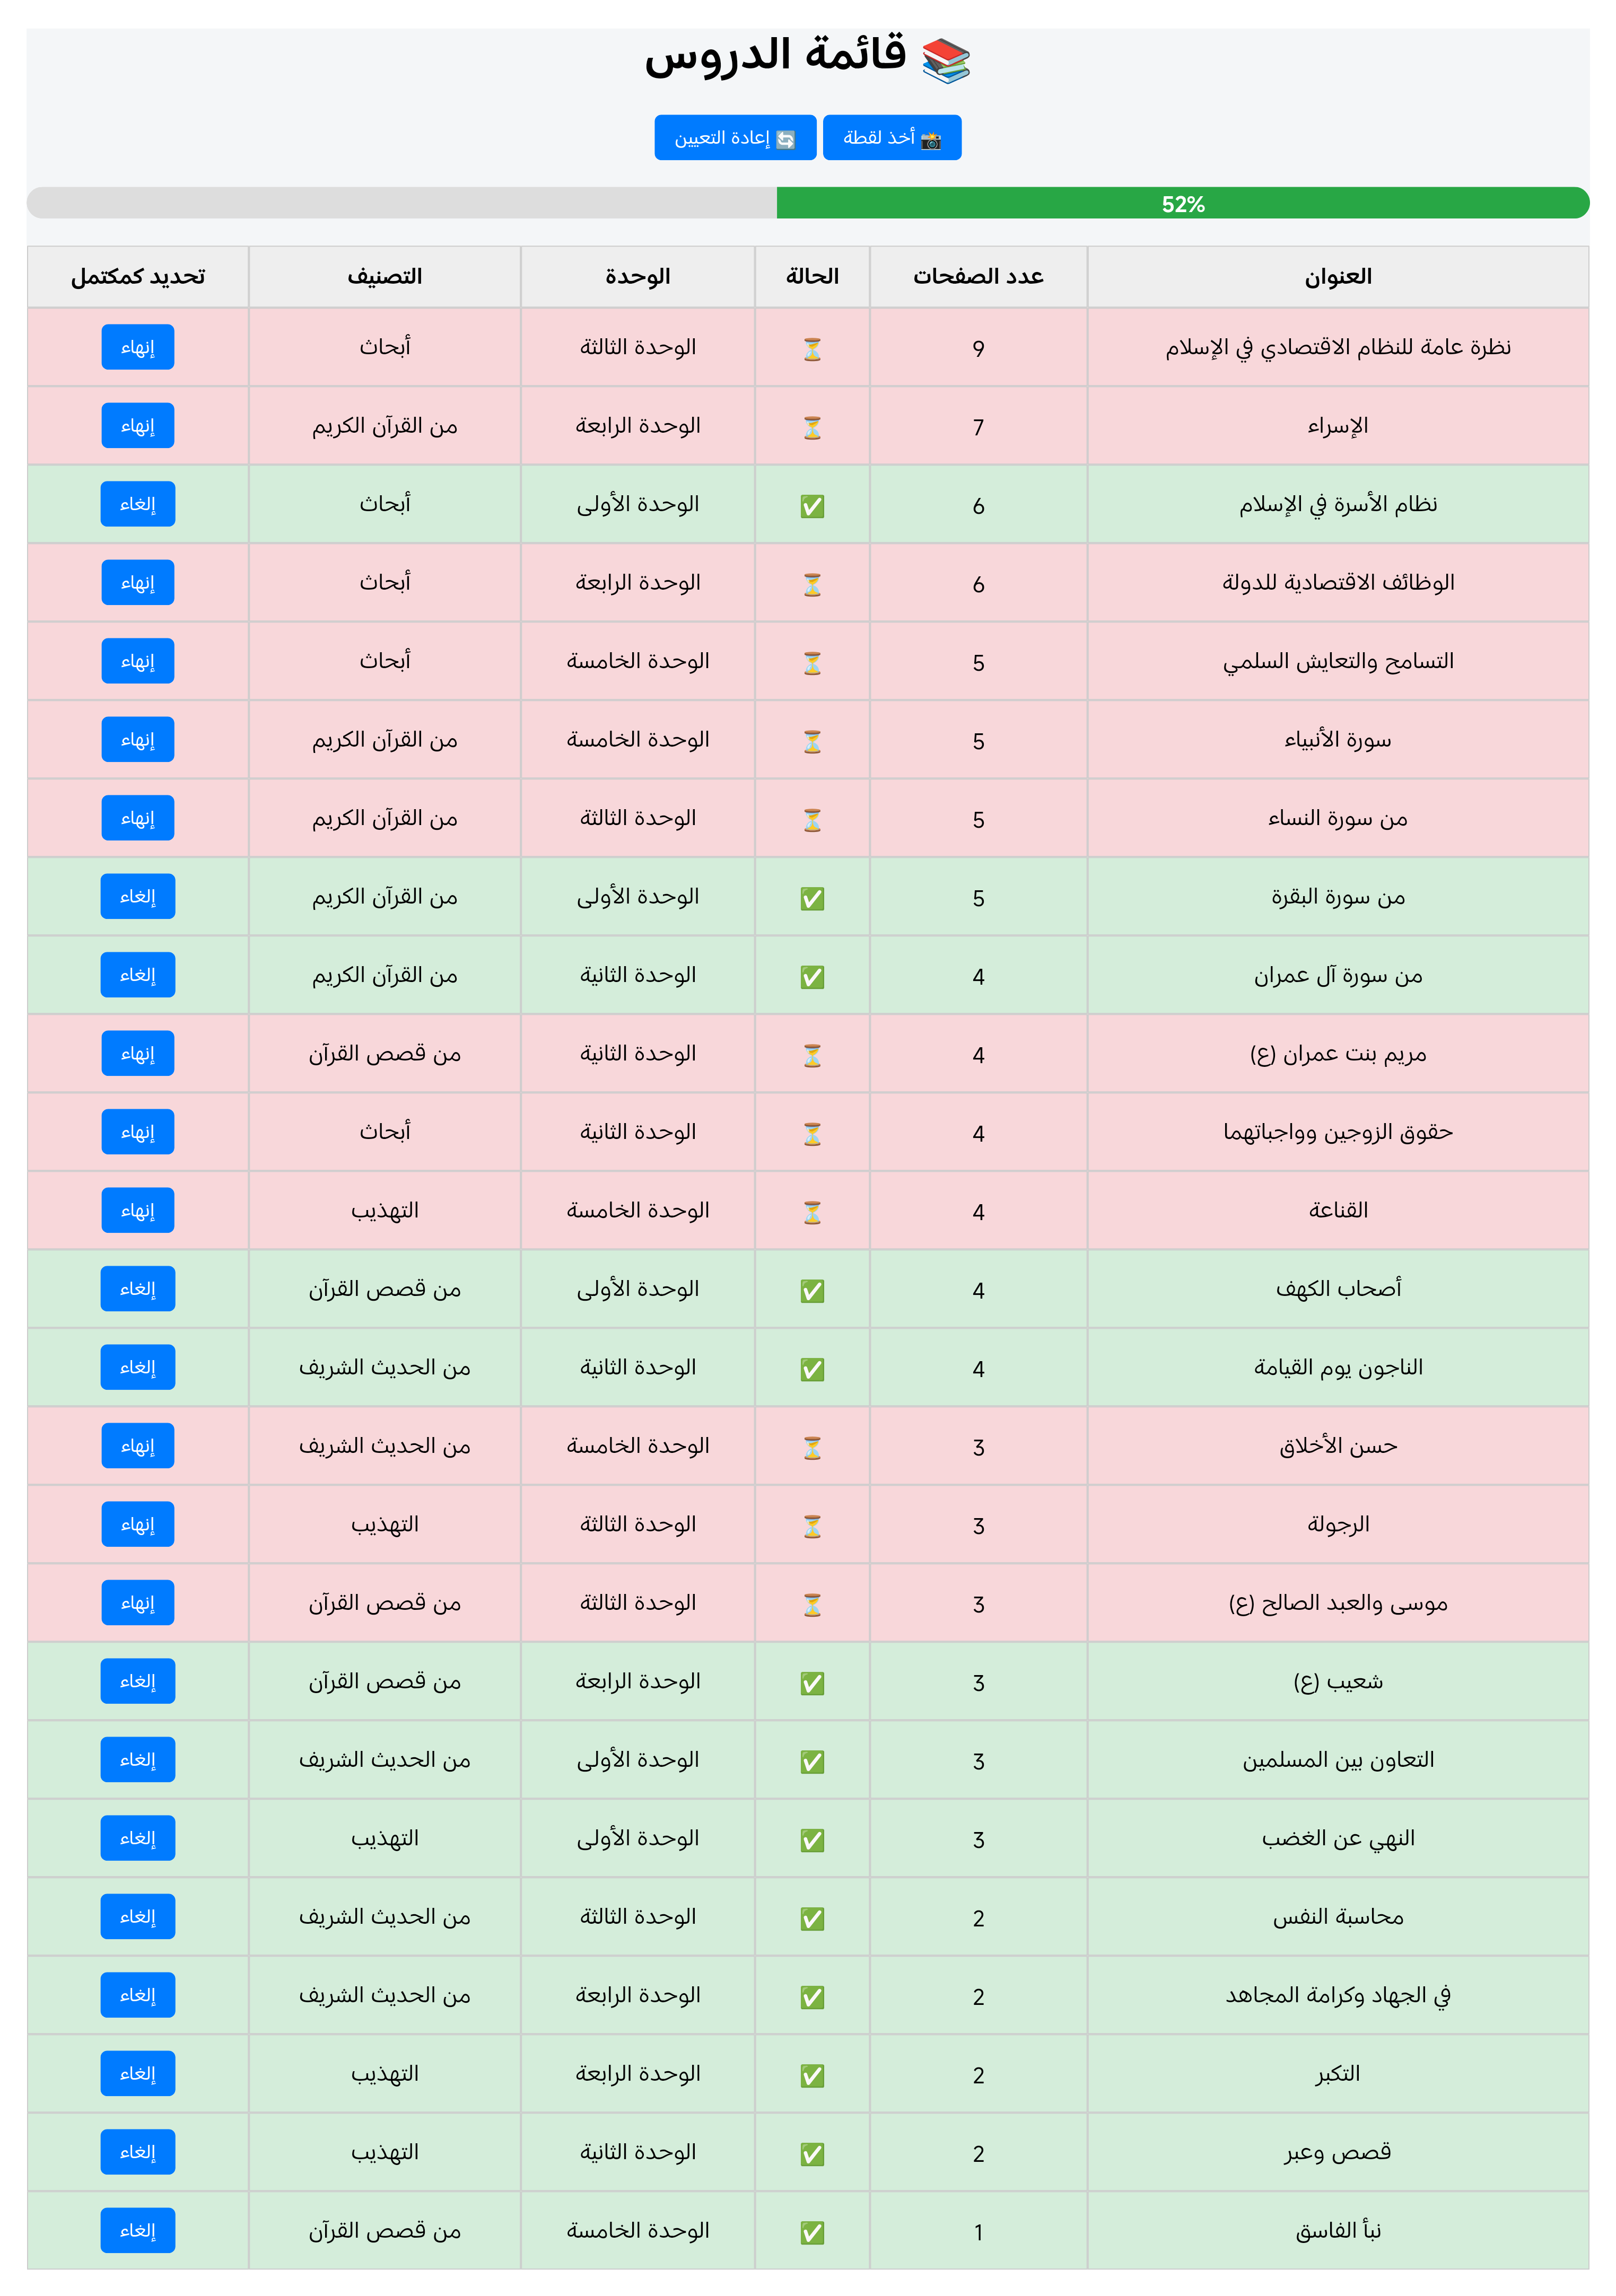 📚 قائمة الدروس
📸 أخذ لقطة 🔄 إعادة التعيين
52%
العنوان عدد الصفحات الحالة الوحدة التصنيف تحديد كمكتمل
نظرة عامة للنظام الاقتصادي في الإسلام 9 ⏳ الوحدة الثالثة أبحاث إنهاء
الإسراء 7 ⏳ الوحدة الرابعة من القرآن الكريم إنهاء
نظام الأسرة في الإسلام 6 ✅ الوحدة الأولى أبحاث إلغاء
الوظائف الاقتصادية للدولة 6 ⏳ الوحدة الرابعة أبحاث إنهاء
التسامح والتعايش السلمي 5 ⏳ الوحدة الخامسة أبحاث إنهاء
سورة الأنبياء 5 ⏳ الوحدة الخامسة من القرآن الكريم إنهاء
من سورة النساء 5 ⏳ الوحدة الثالثة من القرآن الكريم إنهاء
من سورة البقرة 5 ✅ الوحدة الأولى من القرآن الكريم إلغاء
من سورة آل عمران 4 ✅ الوحدة الثانية من القرآن الكريم إلغاء
مريم بنت عمران (ع) 4 ⏳ الوحدة الثانية من قصص القرآن إنهاء
حقوق الزوجين وواجباتهما 4 ⏳ الوحدة الثانية أبحاث إنهاء
القناعة 4 ⏳ الوحدة الخامسة التهذيب إنهاء
أصحاب الكهف 4 ✅ الوحدة الأولى من قصص القرآن إلغاء
الناجون يوم القيامة 4 ✅ الوحدة الثانية من الحديث الشريف إلغاء
حسن الأخلاق 3 ⏳ الوحدة الخامسة من الحديث الشريف إنهاء
الرجولة 3 ⏳ الوحدة الثالثة التهذيب إنهاء
موسى والعبد الصالح (ع) 3 ⏳ الوحدة الثالثة من قصص القرآن إنهاء
شعيب (ع) 3 ✅ الوحدة الرابعة من قصص القرآن إلغاء
التعاون بين المسلمين 3 ✅ الوحدة الأولى من الحديث الشريف إلغاء
النهي عن الغضب 3 ✅ الوحدة الأولى التهذيب إلغاء
محاسبة النفس 2 ✅ الوحدة الثالثة من الحديث الشريف إلغاء
في الجهاد وكرامة المجاهد 2 ✅ الوحدة الرابعة من الحديث الشريف إلغاء
التكبر 2 ✅ الوحدة الرابعة التهذيب إلغاء
قصص وعبر 2 ✅ الوحدة الثانية التهذيب إلغاء
نبأ الفاسق 1 ✅ الوحدة الخامسة من قصص القرآن إلغاء